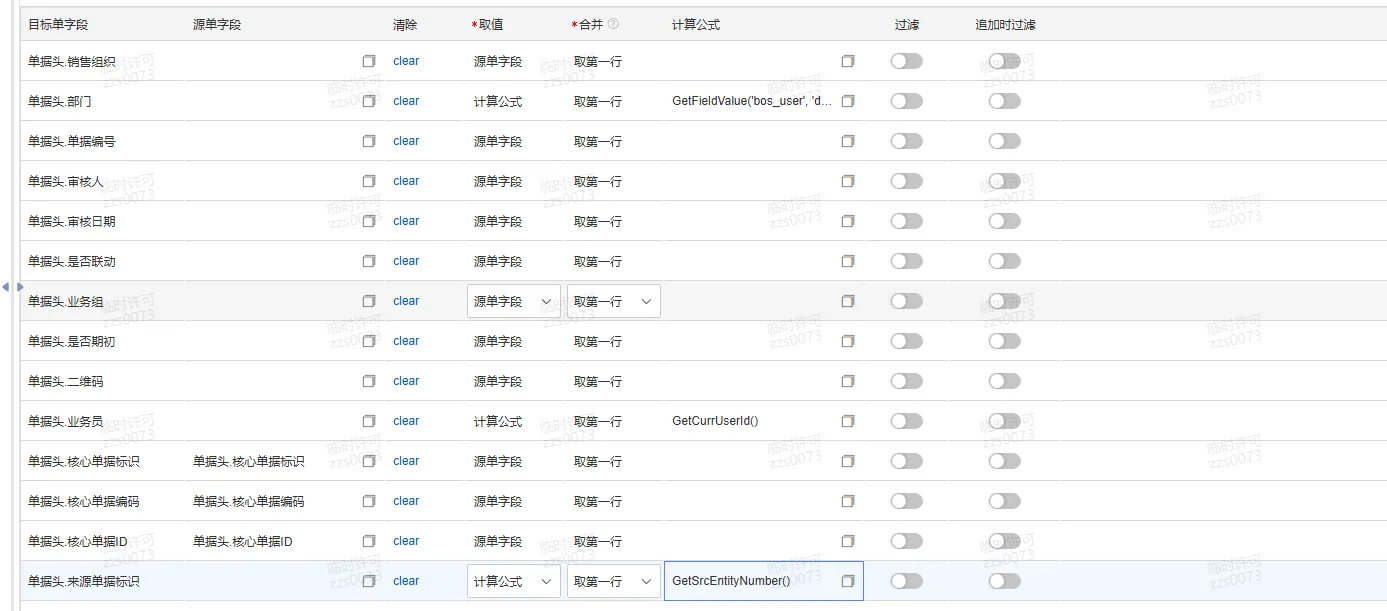 目标单字段 源单字段 清除 *取值 *合并 计算公式 过滤 追加时过滤
单据头.销售组织 clear 源单字段 取第一行
单据头.部门 clear 计算公式 取第一行 GetFieldValue('bos_user', 'd...
单据头.单据编号 clear 源单字段 取第一行
单据头.审核人 clear 源单字段 取第一行
单据头.审核日期 clear 源单字段 取第一行
单据头.是否联动 clear 源单字段 取第一行
单据头.业务组 clear 源单字段 取第一行
单据头.是否期初 clear 源单字段 取第一行
单据头.二维码 clear 源单字段 取第一行
单据头.业务员 clear 计算公式 取第一行 GetCurrUserId()
单据头.核心单据标识 单据头.核心单据标识 clear 源单字段 取第一行
单据头.核心单据编码 单据头.核心单据编码 clear 源单字段 取第一行
单据头.核心单据ID 单据头.核心单据ID clear 源单字段 取第一行
单据头.来源单据标识 clear 计算公式 取第一行 GetSrcEntityNumber()
临时许可
zzs0073